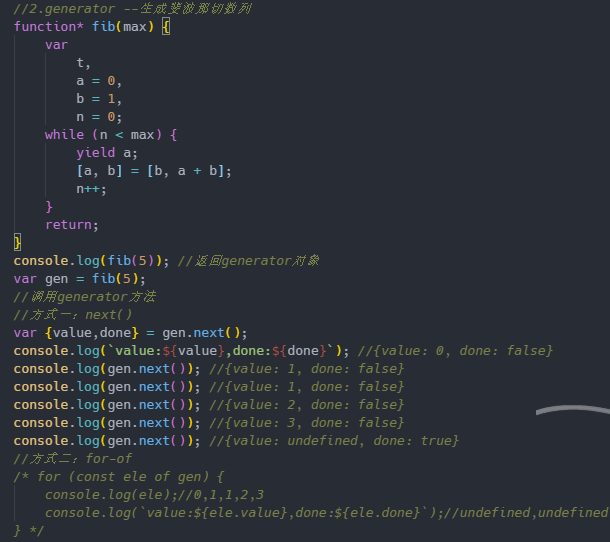 //2.generator --生成斐波那切数列
function* fib(max) {
    var
        t,
        a = 0,
        b = 1,
        n = 0;
    while (n < max) {
        yield a;
        [a, b] = [b, a + b];
        n++;
    }
    return;
}
console.log(fib(5)); //返回generator对象
var gen = fib(5);
//调用generator方法
//方式一：next()
var {value,done} = gen.next();
console.log(`value:${value},done:${done}`); //{value: 0, done: false}
console.log(gen.next()); //{value: 1, done: false}
console.log(gen.next()); //{value: 1, done: false}
console.log(gen.next()); //{value: 2, done: false}
console.log(gen.next()); //{value: 3, done: false}
console.log(gen.next()); //{value: undefined, done: true}
//方式二：for-of
/* for (const ele of gen) {
    console.log(ele);//0,1,1,2,3
    console.log(`value:${ele.value},done:${ele.done}`);//undefined,undefined
} */